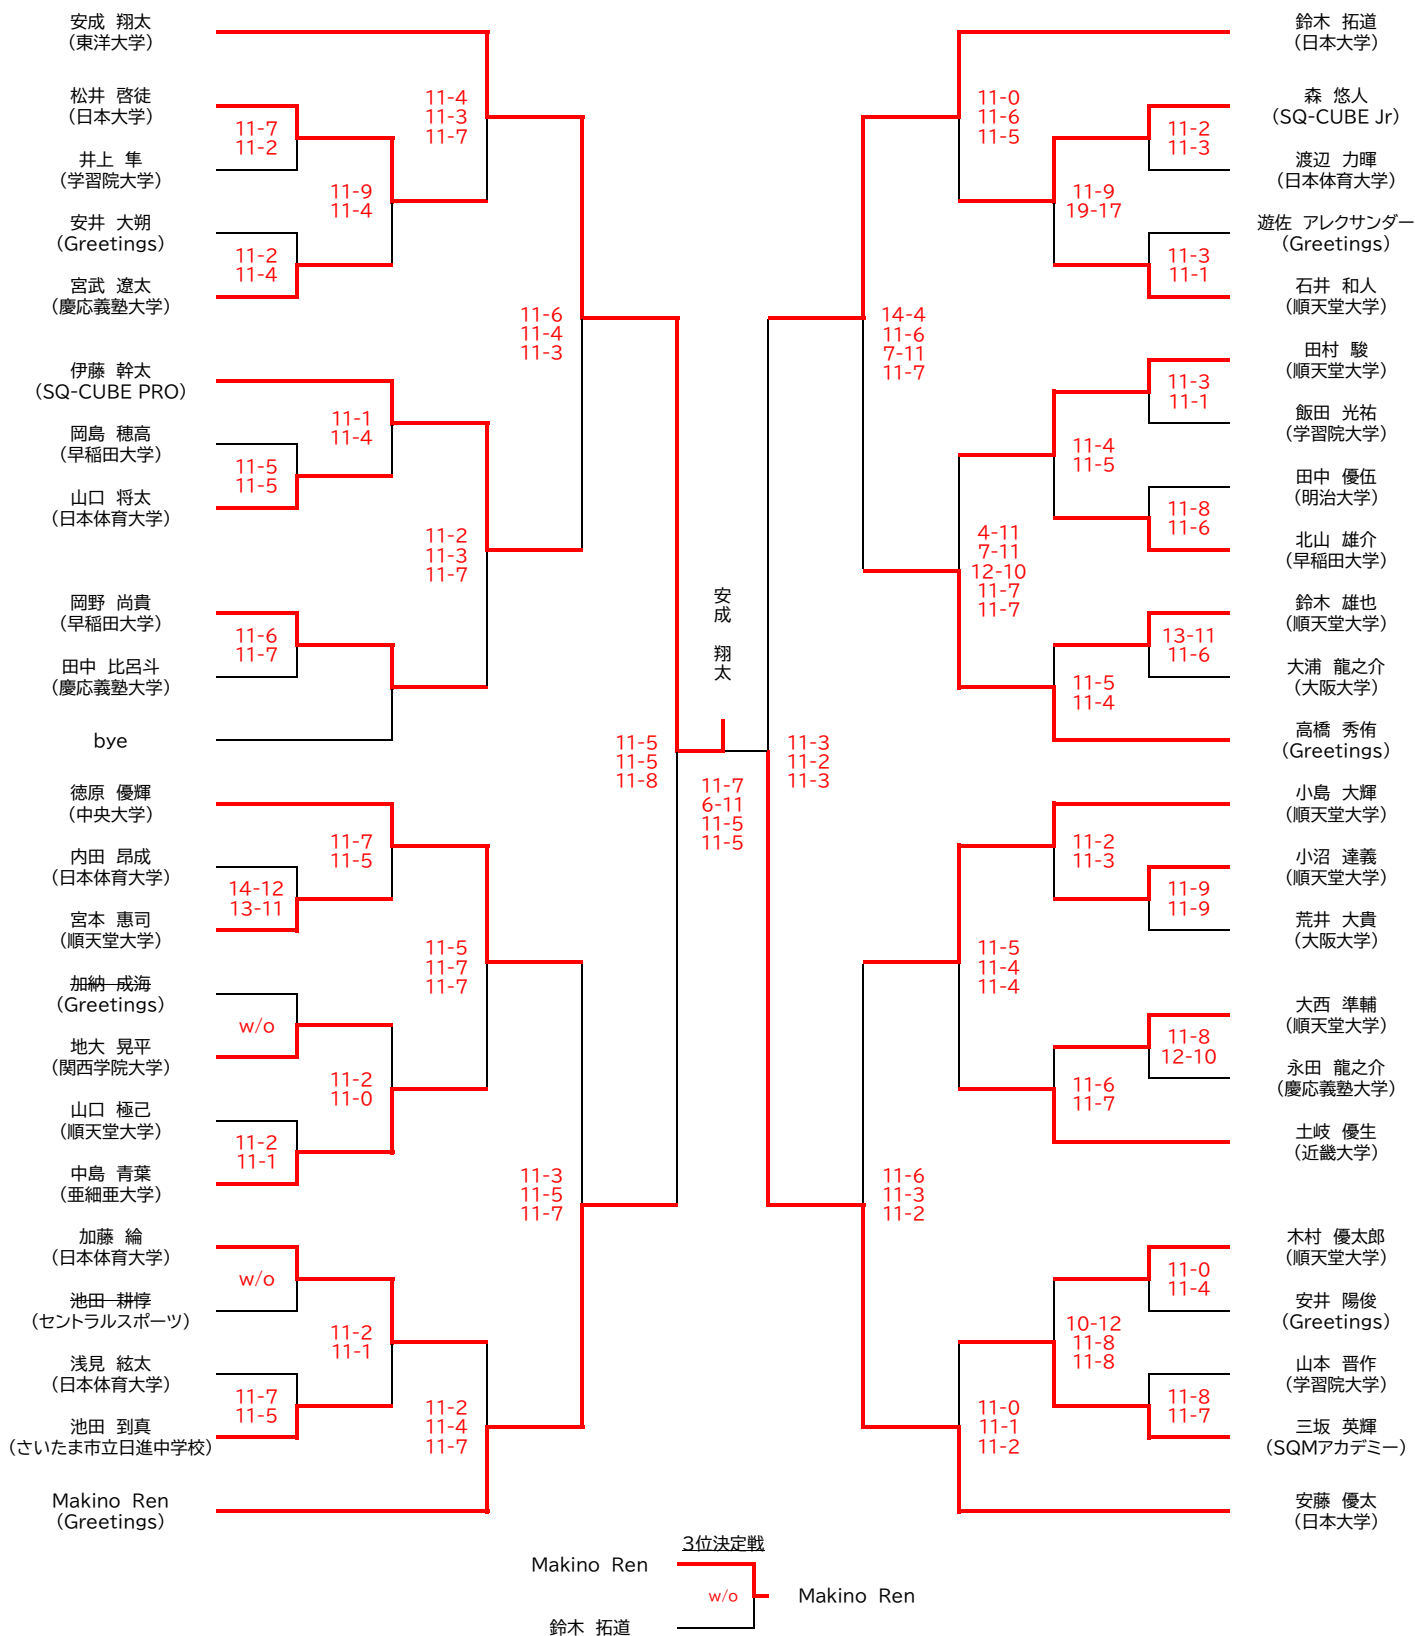 安成 翔太
(東洋大学)
松井 啓徒
(日本大学)
井上 隼
(学習院大学)
安井 大朔
(Greetings)
宮武 遼太
(慶応義塾大学)
伊藤 幹太
(SQ-CUBE PRO)
岡島 穂高
(早稲田大学)
山口 将太
(日本体育大学)
岡野 尚貴
(早稲田大学)
田中 比呂斗
(慶応義塾大学)
bye
徳原 優輝
(中央大学)
内田 昂成
(日本体育大学)
宮本 惠司
(順天堂大学)
加納 成海
(Greetings)
地大 晃平
(関西学院大学)
山口 極己
(順天堂大学)
中島 青葉
(亜細亜大学)
加藤 綸
(日本体育大学)
池田 耕惇
(セントラルスポーツ)
浅見 絃太
(日本体育大学)
池田 到真
(さいたま市立日進中学校)
Makino Ren
(Greetings)
11-7
11-2
11-2
11-4
11-5
11-5
11-6
11-7
14-12
13-11
w/o
11-2
11-1
w/o
11-7
11-5
11-9
11-4
11-1
11-4
11-7
11-5
11-2
11-0
11-2
11-1
11-4
11-3
11-7
11-2
11-3
11-7
11-5
11-7
11-7
11-2
11-4
11-7
11-6
11-4
11-3
11-3
11-5
11-7
11-5
11-5
11-8
安成 翔太
11-7
6-11
11-5
11-5
11-3
11-2
11-3
14-4
11-6
7-11
11-7
11-6
11-3
11-2
11-0
11-6
11-5
4-11
7-11
12-10
11-7
11-7
11-5
11-4
11-4
11-0
11-1
11-2
11-9
19-17
11-4
11-5
11-5
11-4
11-2
11-3
11-6
11-7
10-12
11-8
11-8
11-2
11-3
11-3
11-1
11-3
11-1
11-8
11-6
13-11
11-6
11-9
11-9
11-8
12-10
11-0
11-4
11-8
11-7
鈴木 拓道
(日本大学)
森 悠人
(SQ-CUBE Jr)
渡辺 力暉
(日本体育大学)
遊佐 アレクサンダー
(Greetings)
石井 和人
(順天堂大学)
田村 駿
(順天堂大学)
飯田 光祐
(学習院大学)
田中 優伍
(明治大学)
北山 雄介
(早稲田大学)
鈴木 雄也
(順天堂大学)
大浦 龍之介
(大阪大学)
高橋 秀侑
(Greetings)
小島 大輝
(順天堂大学)
小沼 達義
(順天堂大学)
荒井 大貴
(大阪大学)
大西 準輔
(順天堂大学)
永田 龍之介
(慶応義塾大学)
土岐 優生
(近畿大学)
木村 優太郎
(順天堂大学)
安井 陽俊
(Greetings)
山本 晋作
(学習院大学)
三坂 英輝
(SQMアカデミー)
安藤 優太
(日本大学)
3位決定戦
Makino Ren
w/o
Makino Ren
鈴木 拓道